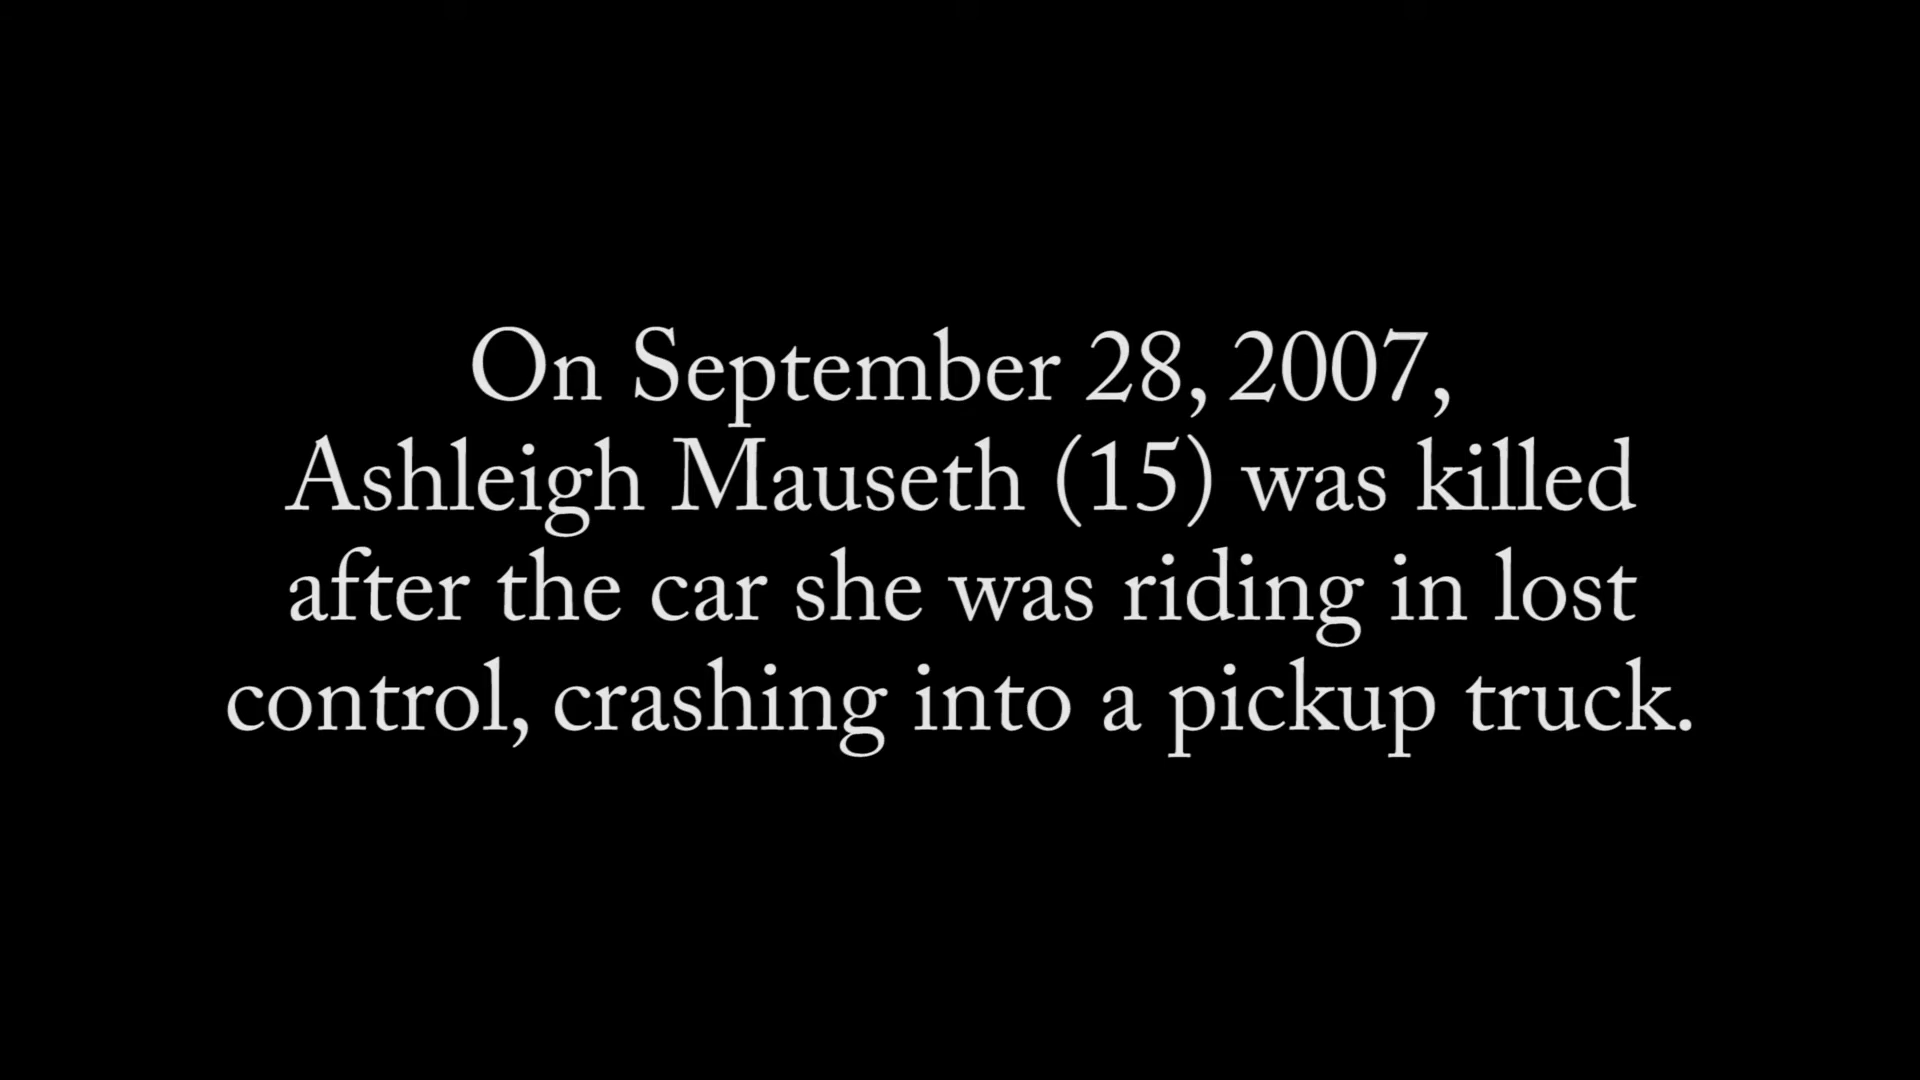 On September 28, 2007,
Ashleigh Mauseth (15) was killed
after the car she was riding in lost
control, crashing into a pickup truck.